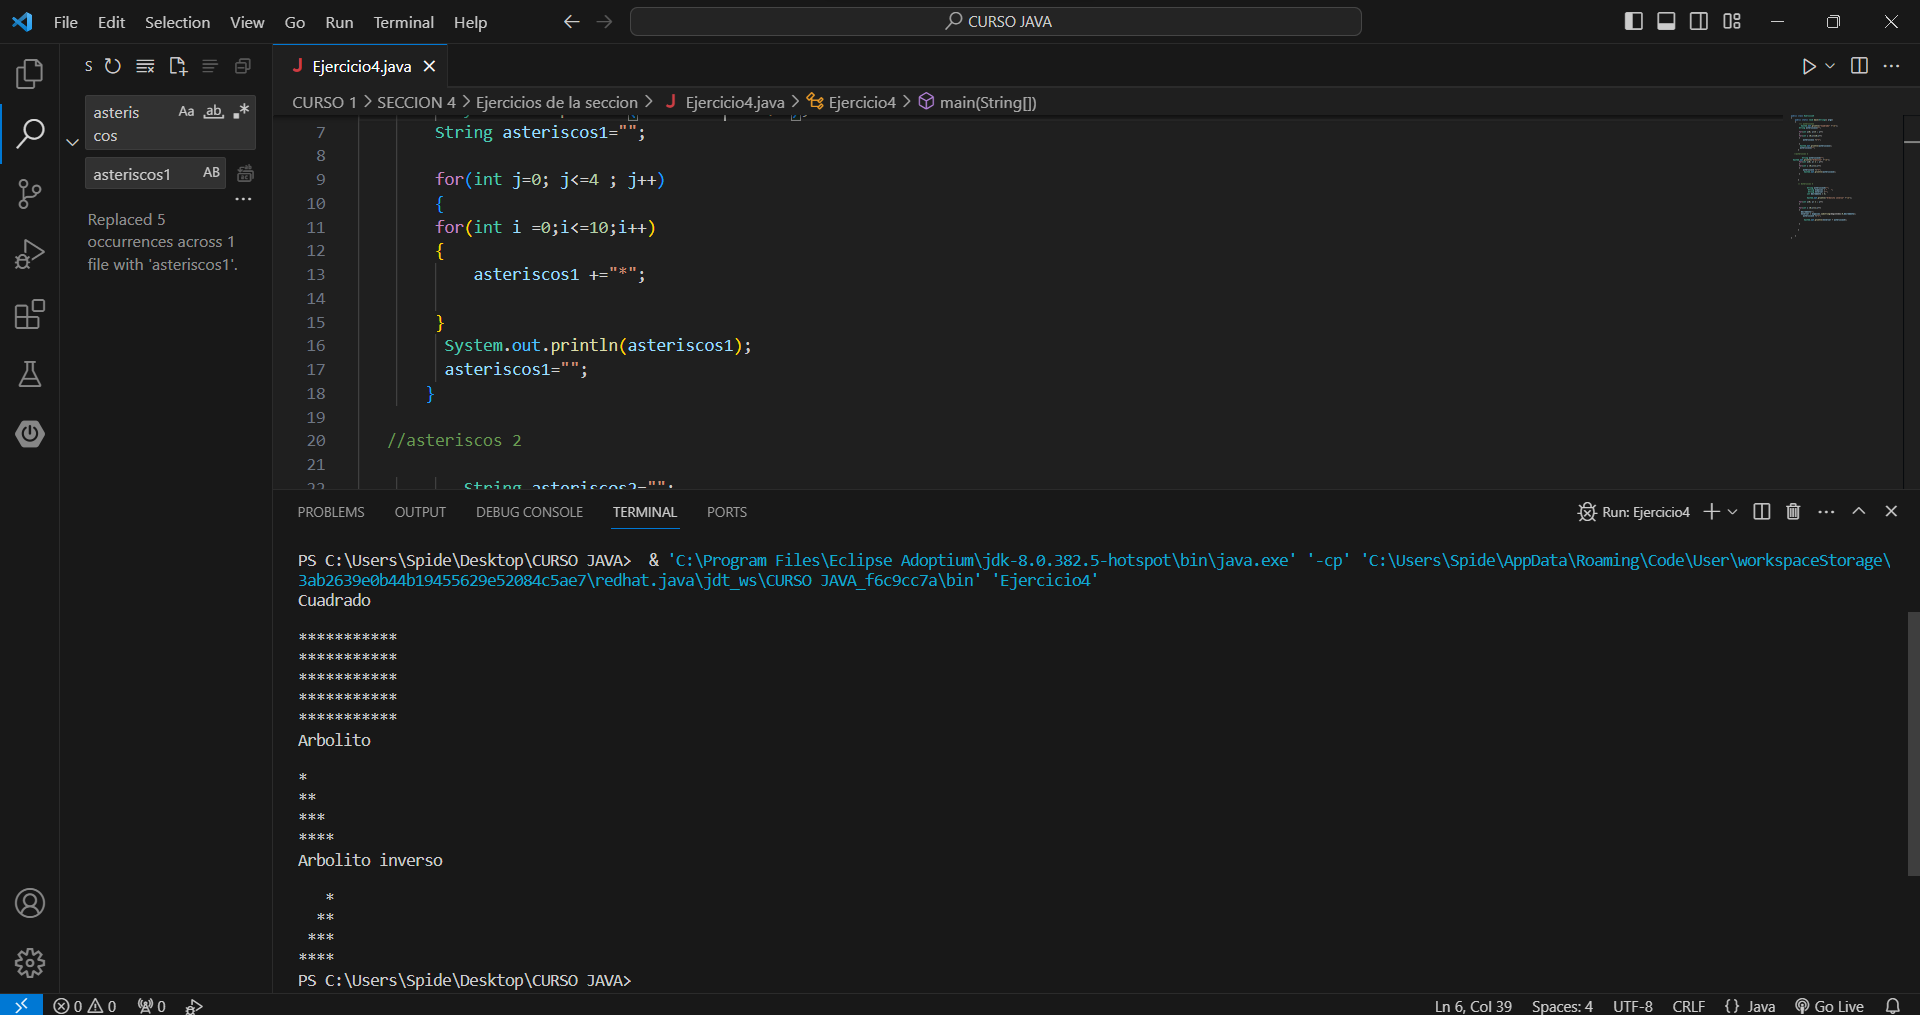 File Edit Selection View Go Run Terminal Help
CURSO JAVA
S
asteris
cos
Aa ab
asteriscos1 AB
Replaced 5
occurrences across 1
file with 'asteriscos1'.
J Ejercicio4.java
CURSO 1 > SECCION 4 > Ejercicios de la seccion > J Ejercicio4.java > Ejercicio4 > main(String[])
7 String asteriscos1="";
8
9 for(int j=0; j<=4 ; j++)
10 {
11 for(int i =0;i<=10;i++)
12 {
13 asteriscos1 +="*";
14
15 }
16 System.out.println(asteriscos1);
17 asteriscos1="";
18 }
19
20 //asteriscos 2
21
22 String asteriscos2="";
PROBLEMS OUTPUT DEBUG CONSOLE TERMINAL PORTS
Run: Ejercicio4
PS C:\Users\Spide\Desktop\CURSO JAVA>  & 'C:\Program Files\Eclipse Adoptium\jdk-8.0.382.5-hotspot\bin\java.exe' '-cp' 'C:\Users\Spide\AppData\Roaming\Code\User\workspaceStorage\
3ab2639e0b44b19455629e52084c5ae7\redhat.java\jdt_ws\CURSO JAVA_f6c9cc7a\bin' 'Ejercicio4'
Cuadrado
***********
***********
***********
***********
***********
Arbolito
*
**
***
****
Arbolito inverso
   *
  **
 ***
****
PS C:\Users\Spide\Desktop\CURSO JAVA>
0 0 0
Ln 6, Col 39 Spaces: 4 UTF-8 CRLF {} Java Go Live